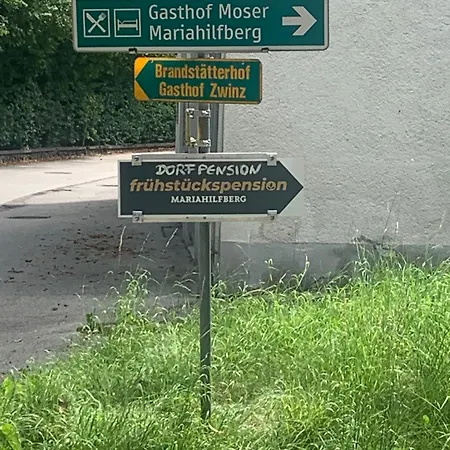 Gasthof Moser
Mariahilfberg
Brandstätterhof
Gasthof Zwinz
DORFPENSION
frühstückspension
MARIAHILFBERG